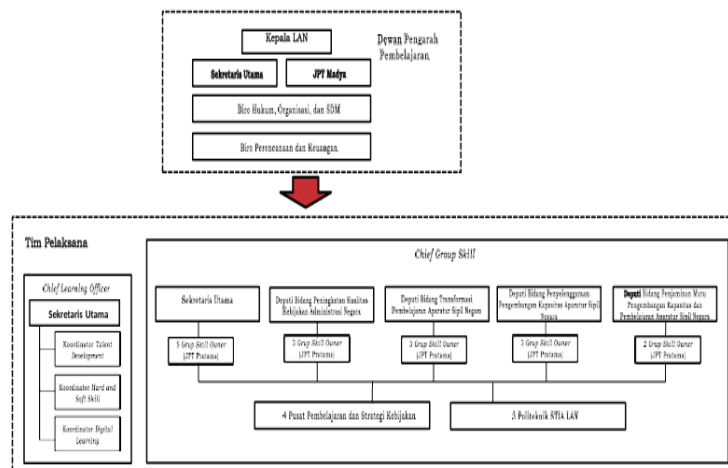 Kepala LAN
Dewan Pengarah
Pembelajaran
Sekretaris Utama
JPT Madya
Biro Hukum, Organisasi, dan SDM
Biro Perencanaan dan Keuangan
Tim Pelaksana
Chief Learning Officer
Sekretaris Utama
Koordinator Talent
Development
Koordinator Hard and
Soft Skill
Koordinator Digital
Learning
Chief Group Skill
Sekretaris Utama
Deputi Bidang Peningkatan Kualitas
Kebijakan Administrasi Negara
Deputi Bidang Transformasi
Pembelajaran Aparatur Sipil Negara
Deputi Bidang Penyelenggaraan
Pengembangan Kapasitas Aparatur Sipil
Negara
Deputi Bidang Penjaminan Mutu
Pengembangan Kapasitas dan
Pembelajaran Aparatur Sipil Negara
5 Grup Skill Owner
(JPT Pratama)
3 Grup Skill Owner
(JPT Pratama)
3 Grup Skill Owner
(JPT Pratama)
Grup Skill Owner
(JPT Pratama)
2 Grup Skill Owner
(JPT Pratama)
4 Pusat Pembelajaran dan Strategi Kebijakan
3 Politeknik STIA LAN